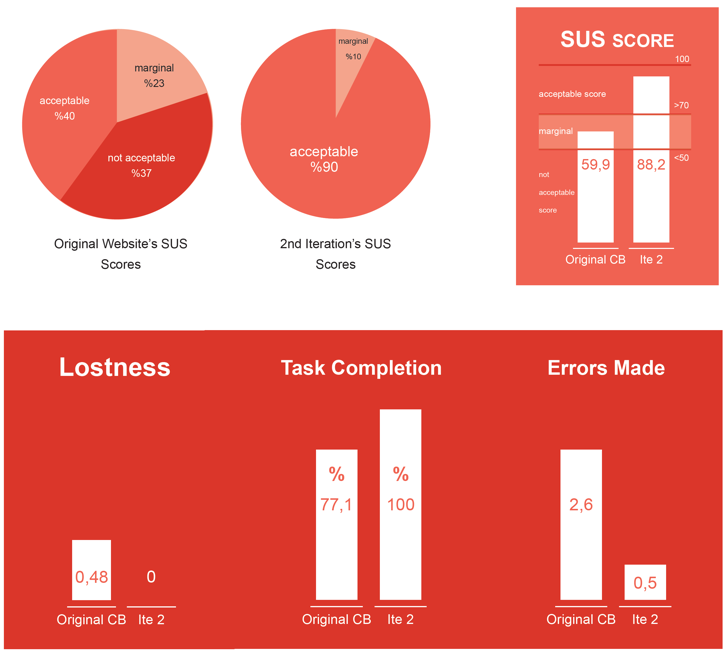 marginal
%23
acceptable
%40
not acceptable
%37
Original Website's SUS
Scores
marginal
%10
acceptable
%90
2nd Iteration's SUS
Scores
SUS SCORE
100
acceptable score
>70
marginal
<50
59,9
88,2
not
acceptable
score
Original CB
Ite 2
Lostness
0,48
0
Original CB
Ite 2
Task Completion
%
77,1
%
100
Original CB
Ite 2
Errors Made
2,6
0,5
Original CB
Ite 2